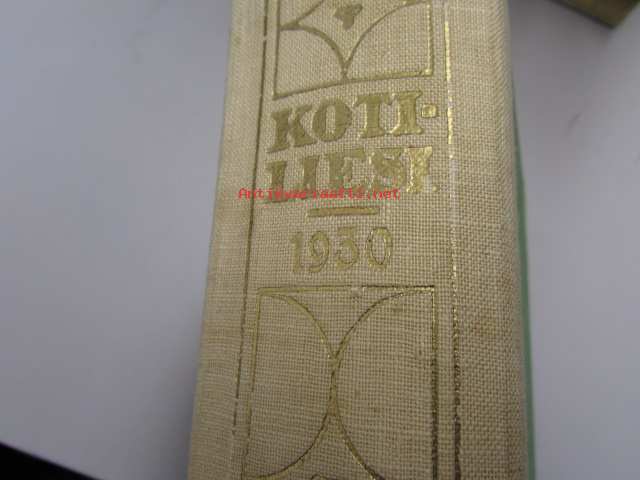 KOTI-
LIESI
Antikvariaatti.net
1930